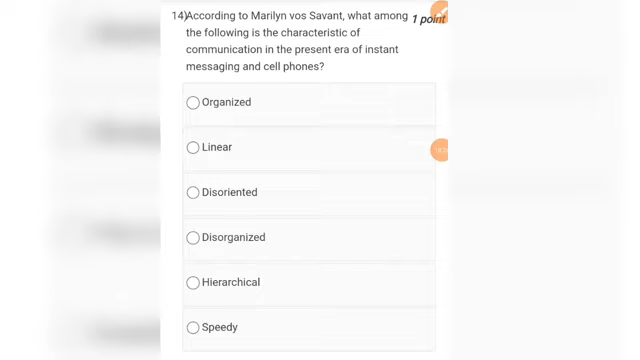 14)According to Marilyn vos Savant, what among 1 point
the following is the characteristic of
communication in the present era of instant
messaging and cell phones?
Organized
Linear
Disoriented
Disorganized
Hierarchical
Speedy